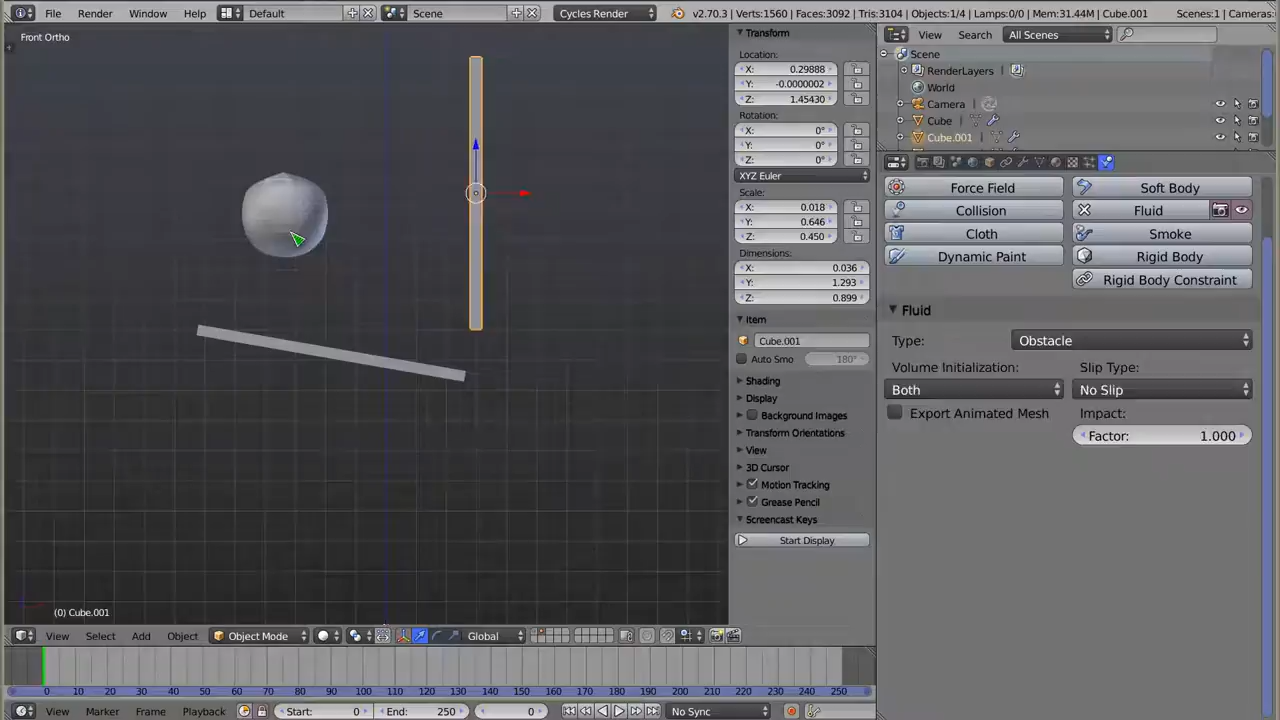 File Render Window Help Default Scene Cycles Render v2.70.3 | Verts:1560 | Faces:3092 | Tris:3104 | Objects:1/4 | Lamps:0/0 | Mem:31.44M | Cube.001 Scenes:1 | Cameras:
Front Ortho
Transform
Location:
X: 0.29888
Y: -0.0000002
Z: 1.45430
Rotation:
X: 0°
Y: 0°
Z: 0°
XYZ Euler
Scale:
X: 0.018
Y: 0.646
Z: 0.450
Dimensions:
X: 0.036
Y: 1.293
Z: 0.899
Item
Cube.001
Auto Smo 180°
Shading
Display
Background Images
Transform Orientations
View
3D Cursor
Motion Tracking
Grease Pencil
Screencast Keys
Start Display
View Search All Scenes
Scene
RenderLayers
World
Camera
Cube
Cube.001
Force Field Soft Body
Collision Fluid
Cloth Smoke
Dynamic Paint Rigid Body
Rigid Body Constraint
Fluid
Type: Obstacle
Volume Initialization: Slip Type:
Both No Slip
Export Animated Mesh Impact:
Factor: 1.000
(0) Cube.001
View Select Add Object Object Mode Global
0 10 20 30 40 50 60 70 80 90 100 110 120 130 140 150 160 170 180 190 200 210 220 230 240 250
View Marker Frame Playback Start: 0 End: 250 0 No Sync